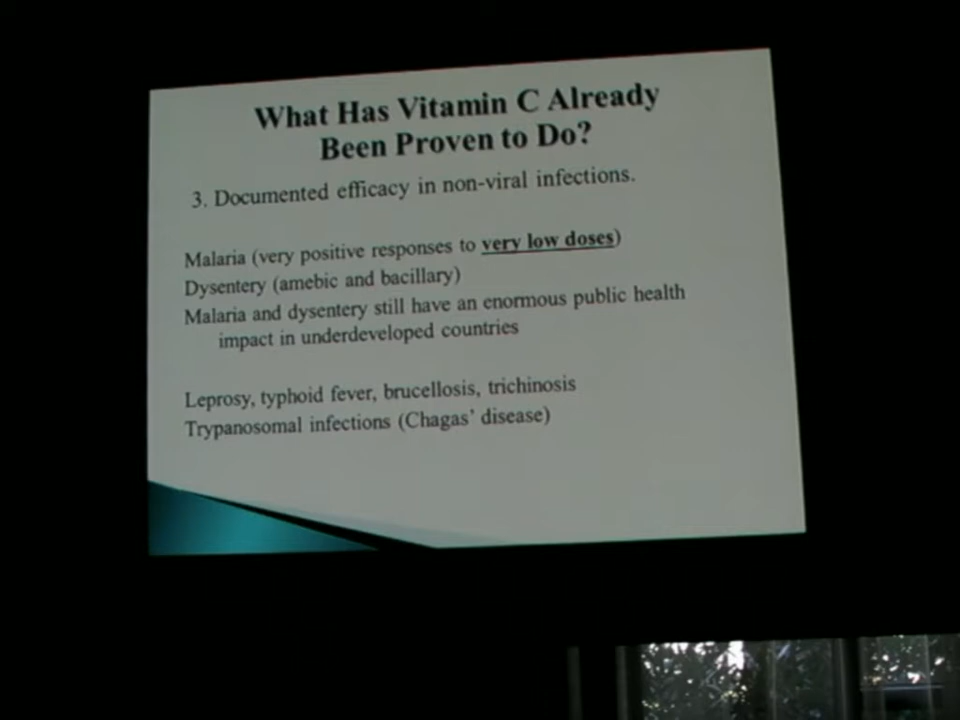 What Has Vitamin C Already
Been Proven to Do?
3. Documented efficacy in non-viral infections.
Malaria (very positive responses to very low doses)
Dysentery (amebic and bacillary)
Malaria and dysentery still have an enormous public health
impact in underdeveloped countries
Leprosy, typhoid fever, brucellosis, trichinosis
Trypanosomal infections (Chagas’ disease)